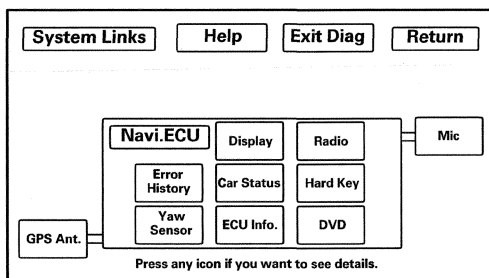 System Links Help Exit Diag Return
Navi.ECU Display Radio Mic
Error
History
Car Status Hard Key
Yaw
Sensor
ECU Info. DVD
GPS Ant.
Press any icon if you want to see details.